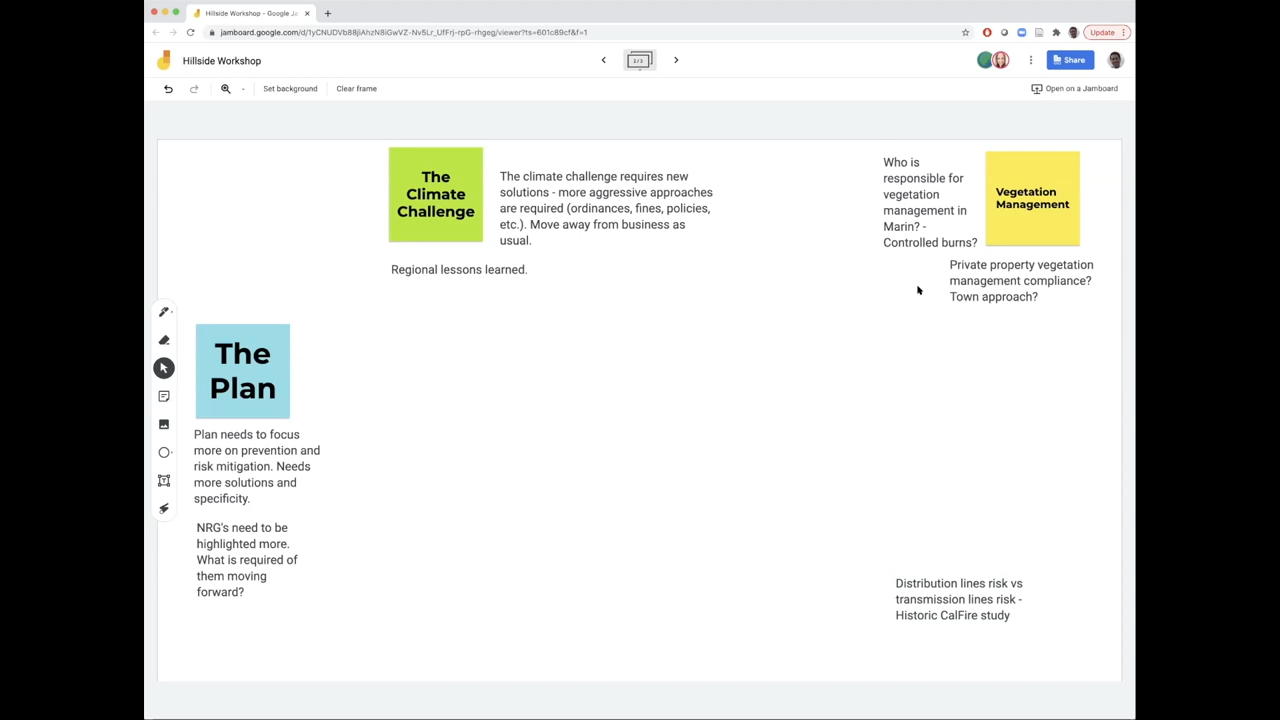 Hillside Workshop - Google Ja
jamboard.google.com/d/1yCNUDVb88jiAhzN8iGwVZ-Nv5Lr_UfFrj-rpG-rhgeg/viewer?ts=601c89cf&f=1
Update
Hillside Workshop
2/3
Share
Set background
Clear frame
Open on a Jamboard
The
Climate
Challenge
The climate challenge requires new
solutions - more aggressive approaches
are required (ordinances, fines, policies,
etc.). Move away from business as
usual.
Regional lessons learned.
Who is
responsible for
vegetation
management in
Marin? -
Controlled burns?
Vegetation
Management
Private property vegetation
management compliance?
Town approach?
The
Plan
Plan needs to focus
more on prevention and
risk mitigation. Needs
more solutions and
specificity.
NRG's need to be
highlighted more.
What is required of
them moving
forward?
Distribution lines risk vs
transmission lines risk -
Historic CalFire study